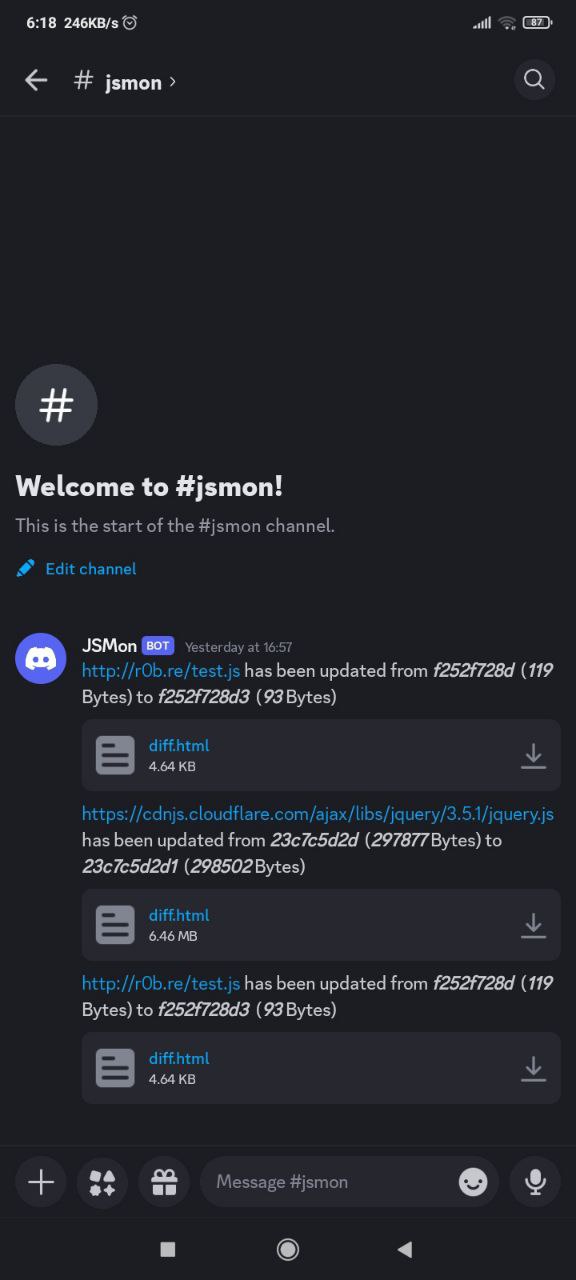 6:18 246KB/s
87
# jsmon
#
Welcome to #jsmon!
This is the start of the #jsmon channel.
Edit channel
JSMon BOT Yesterday at 16:57
http://r0b.re/test.js has been updated from f252f728d (119
Bytes) to f252f728d3 (93 Bytes)
diff.html
4.64 KB
https://cdnjs.cloudflare.com/ajax/libs/jquery/3.5.1/jquery.js
has been updated from 23c7c5d2d (297877 Bytes) to
23c7c5d2d1 (298502 Bytes)
diff.html
6.46 MB
http://r0b.re/test.js has been updated from f252f728d (119
Bytes) to f252f728d3 (93 Bytes)
diff.html
4.64 KB
Message #jsmon